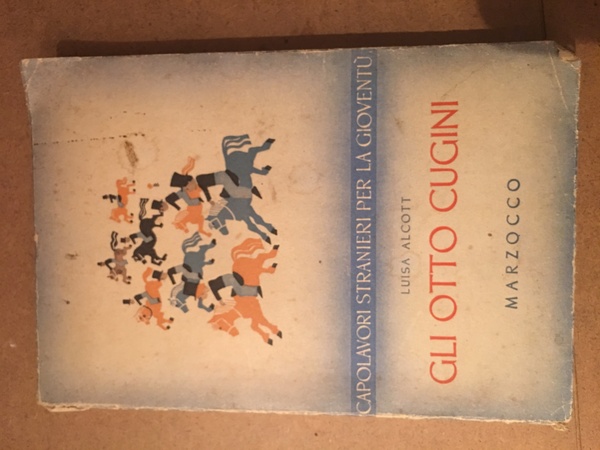 CAPOLAVORI STRANIERI PER LA GIOVENTÙ
LUISA ALCOTT
GLI OTTO CUGINI
MARZOCCO